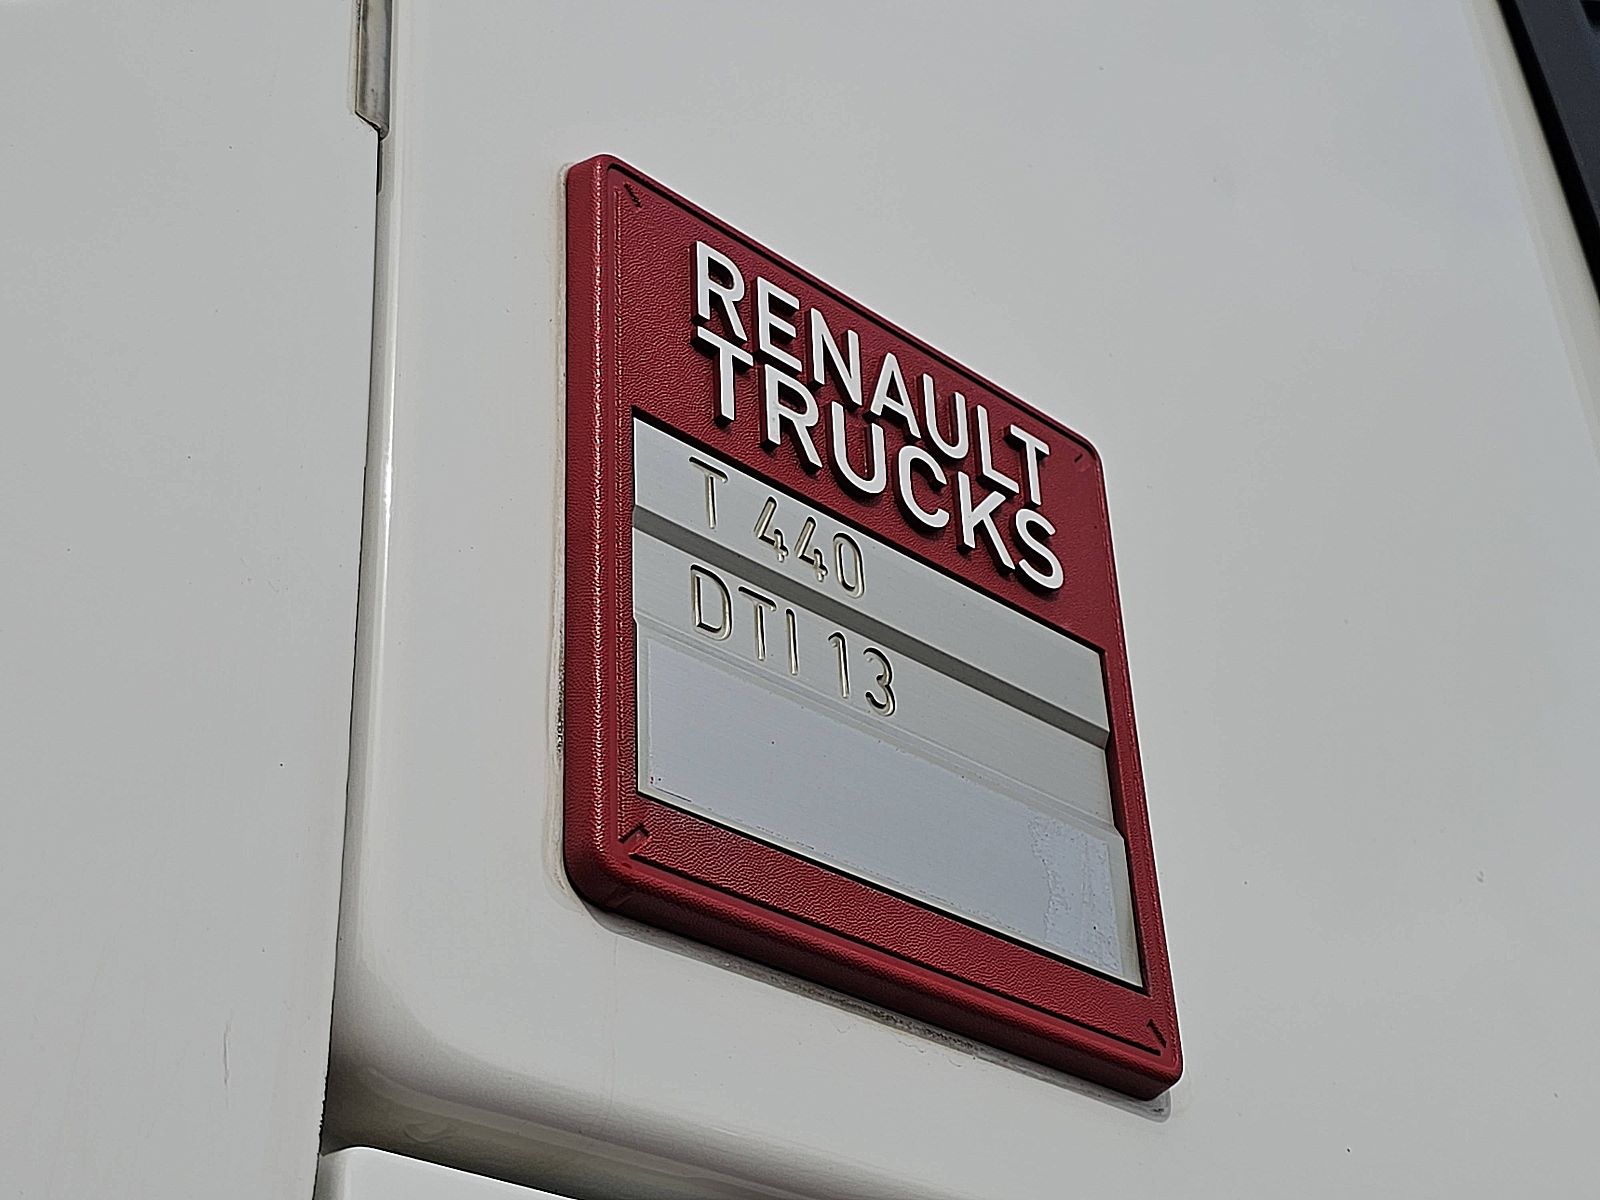 RENAULT
TRUCKS
T 440
DTI 13